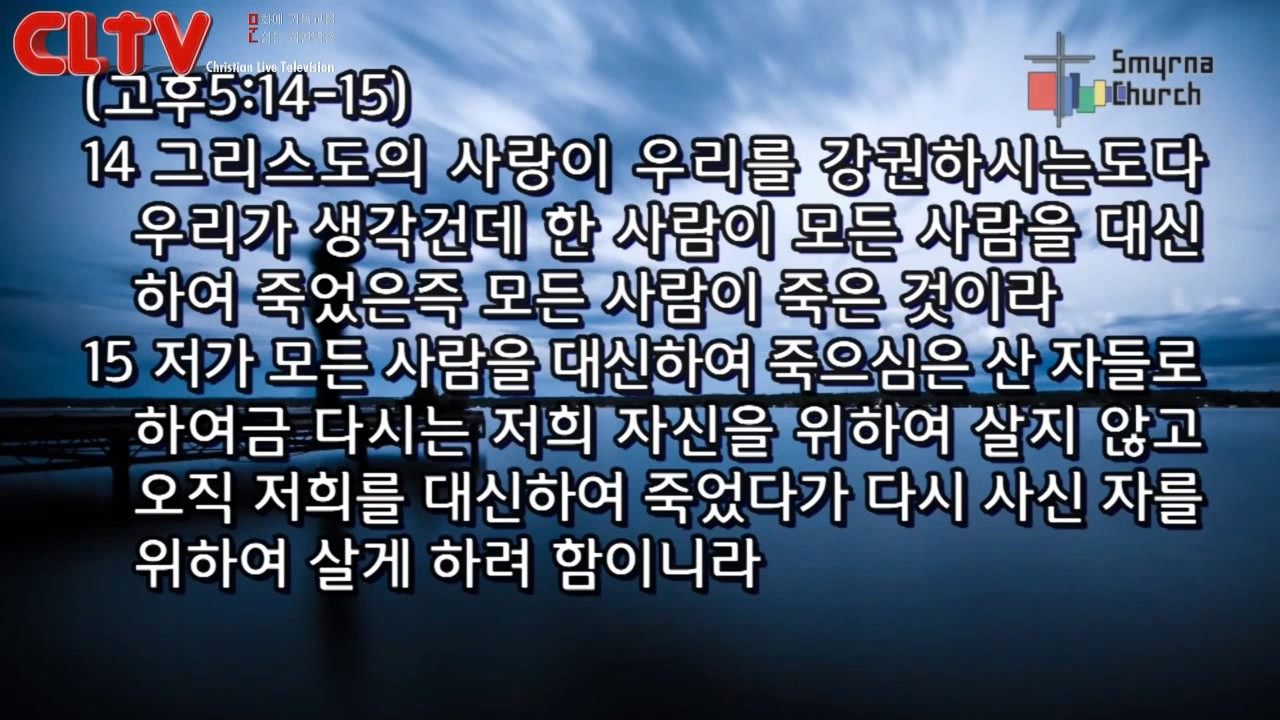 CLTV
Christian Live Television
Smyrna
Church
(고후5:14-15)
14 그리스도의 사랑이 우리를 강권하시는도다
우리가 생각건데 한 사람이 모든 사람을 대신
하여 죽었은즉 모든 사람이 죽은 것이라
15 저가 모든 사람을 대신하여 죽으심은 산 자들로
하여금 다시는 저희 자신을 위하여 살지 않고
오직 저희를 대신하여 죽었다가 다시 사신 자를
위하여 살게 하려 함이니라